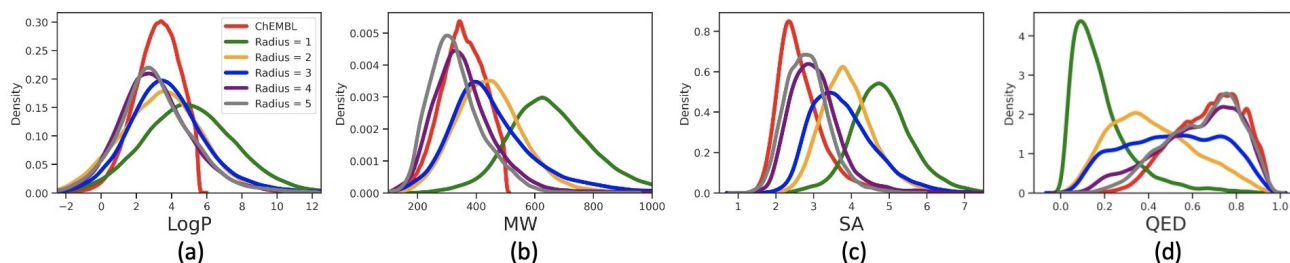 0.30
0.25
0.20
0.15
0.10
0.05
0.00
Density
−2 0 2 4 6 8 10 12
LogP
(a)
ChEMBL
Radius = 1
Radius = 2
Radius = 3
Radius = 4
Radius = 5
0.005
0.004
0.003
0.002
0.001
0.000
Density
200 400 600 800 1000
MW
(b)
0.8
0.6
0.4
0.2
0.0
Density
1 2 3 4 5 6 7
SA
(c)
4
3
2
1
0
Density
0.0 0.2 0.4 0.6 0.8 1.0
QED
(d)